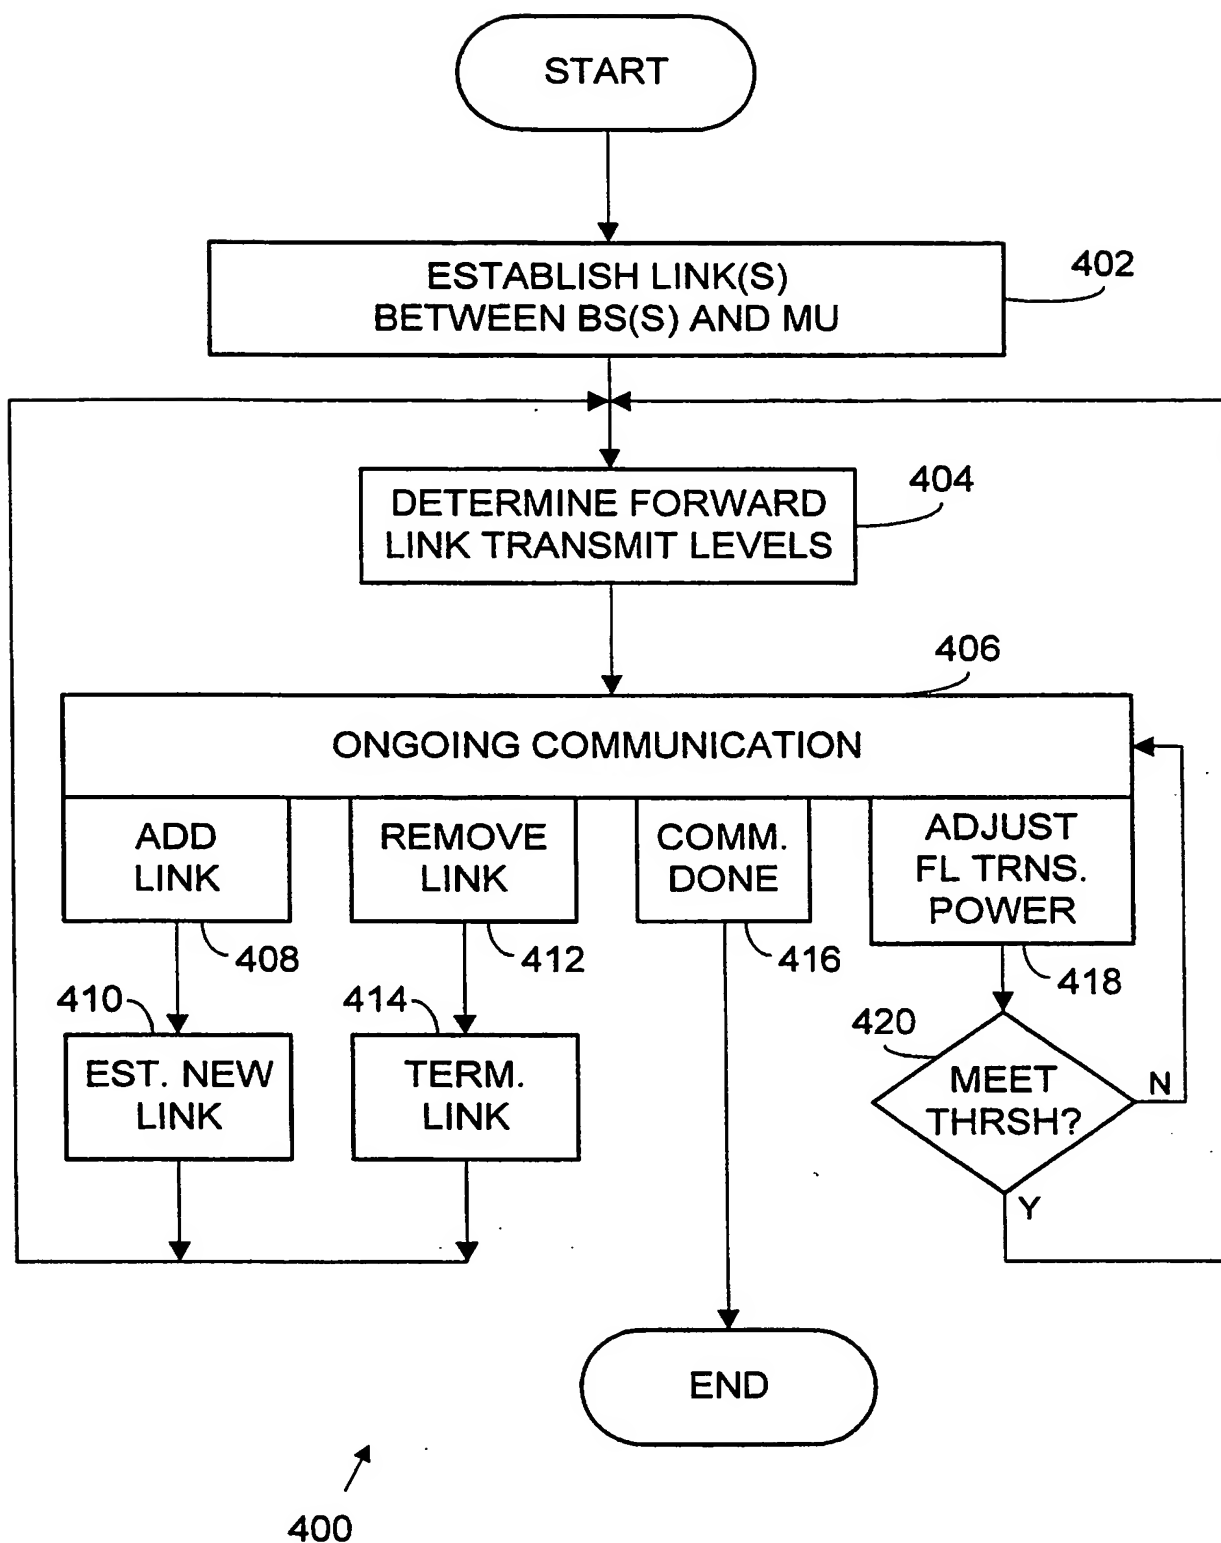 START
ESTABLISH LINK(S)
BETWEEN BS(S) AND MU
402
DETERMINE FORWARD
LINK TRANSMIT LEVELS
404
406
ONGOING COMMUNICATION
ADD
LINK
408
REMOVE
LINK
412
COMM.
DONE
416
ADJUST
FL TRNS.
POWER
418
410
EST. NEW
LINK
414
TERM.
LINK
420
MEET
THRSH?
N
Y
END
400